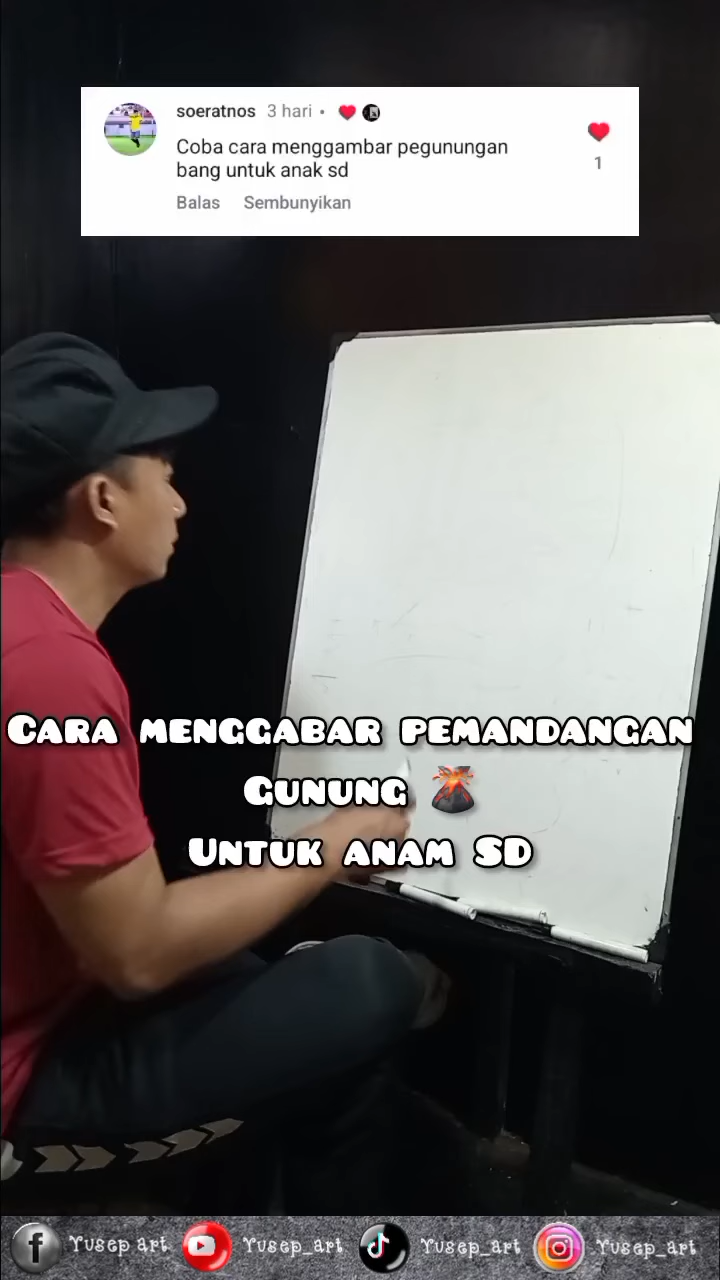 soeratnos 3 hari •
Coba cara menggambar pegunungan
bang untuk anak sd
1
Balas Sembunyikan
Cara menggabar pemandangan
Gunung
Untuk anam SD
Yusep art Yusep_art Yusep_art Yusep_art